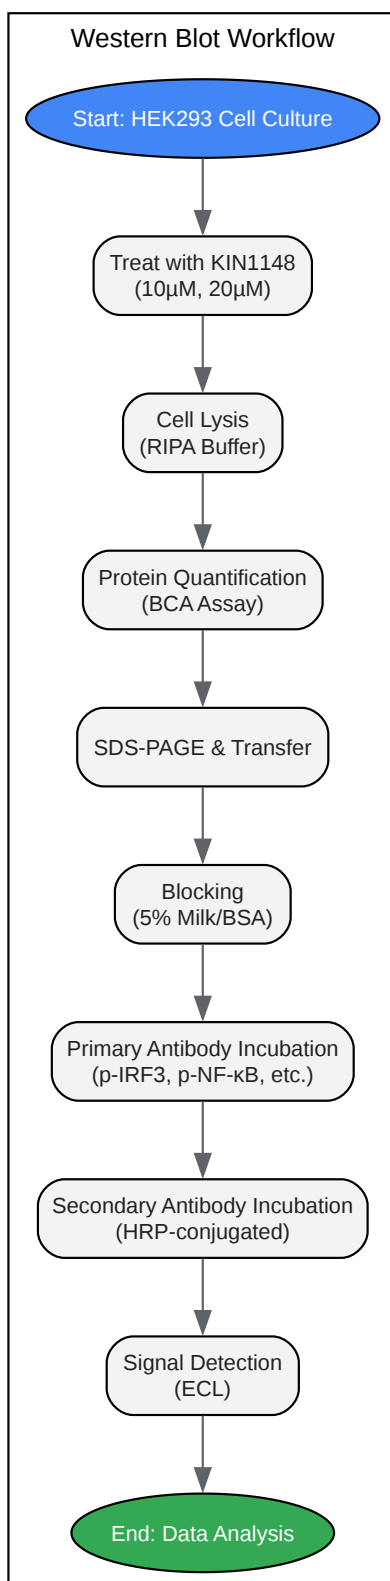 Western Blot Workflow
Start: HEK293 Cell Culture
Treat with KIN1148
(10µM, 20µM)
Cell Lysis
(RIPA Buffer)
Protein Quantification
(BCA Assay)
SDS-PAGE & Transfer
Blocking
(5% Milk/BSA)
Primary Antibody Incubation
(p-IRF3, p-NF-κB, etc.)
Secondary Antibody Incubation
(HRP-conjugated)
Signal Detection
(ECL)
End: Data Analysis